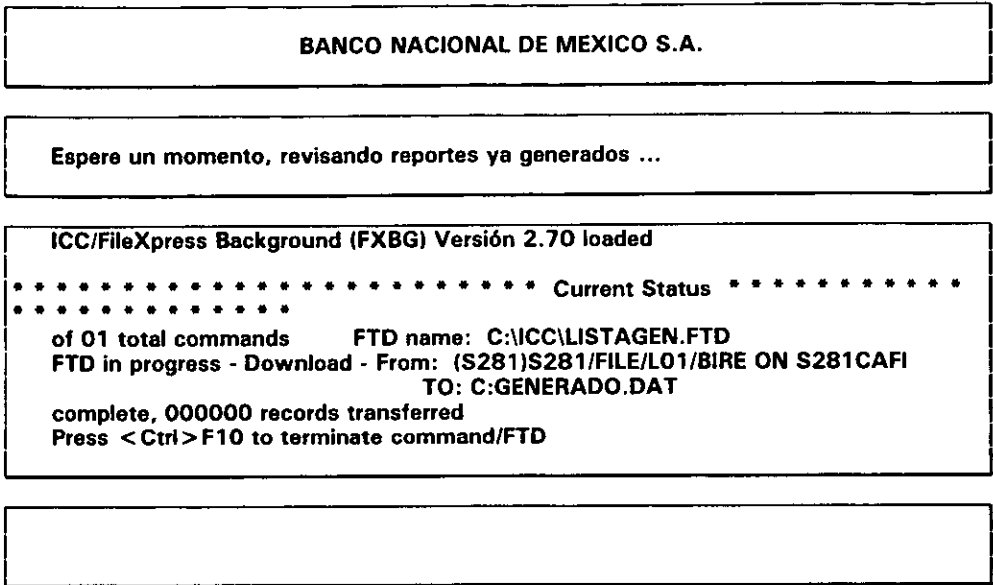 BANCO NACIONAL DE MEXICO S.A.
Espere un momento, revisando reportes ya generados ...
ICC/FileXpress Background (FXBG) Versión 2.70 loaded
* * * * * * * * * * * * * * * * * * * * * * * * Current Status * * * * * * * * * * *
* * * * * * * * * * * * *
of 01 total commands FTD name: C:\ICC\LISTAGEN.FTD
FTD in progress - Download - From: (S281)S281/FILE/L01/BIRE ON S281CAFI
TO: C:GENERADO.DAT
complete, 000000 records transferred
Press <Ctrl>F10 to terminate command/FTD